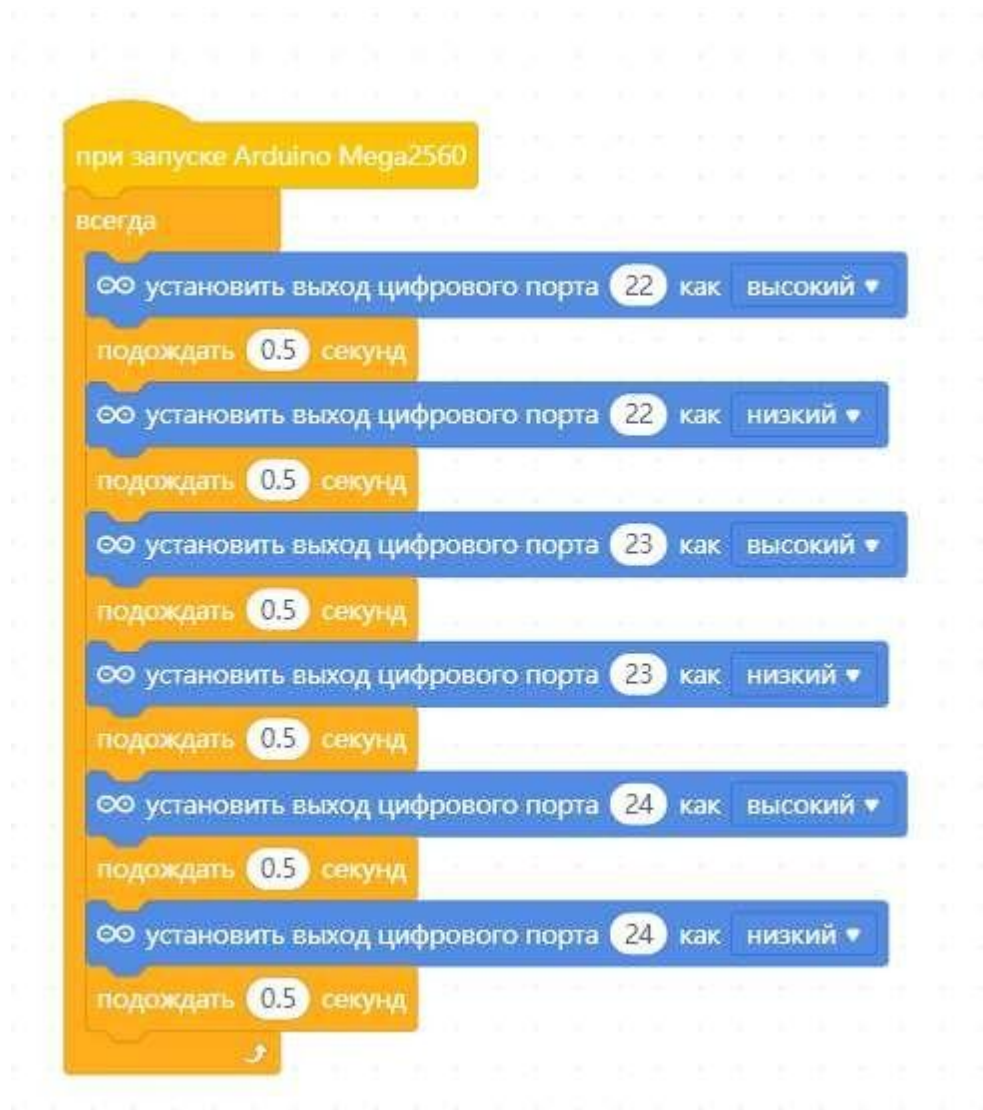 при запуске Arduino Mega2560
всегда
установить выход цифрового порта 22 как высокий
подождать 0.5 секунд
установить выход цифрового порта 22 как низкий
подождать 0.5 секунд
установить выход цифрового порта 23 как высокий
подождать 0.5 секунд
установить выход цифрового порта 23 как низкий
подождать 0.5 секунд
установить выход цифрового порта 24 как высокий
подождать 0.5 секунд
установить выход цифрового порта 24 как низкий
подождать 0.5 секунд